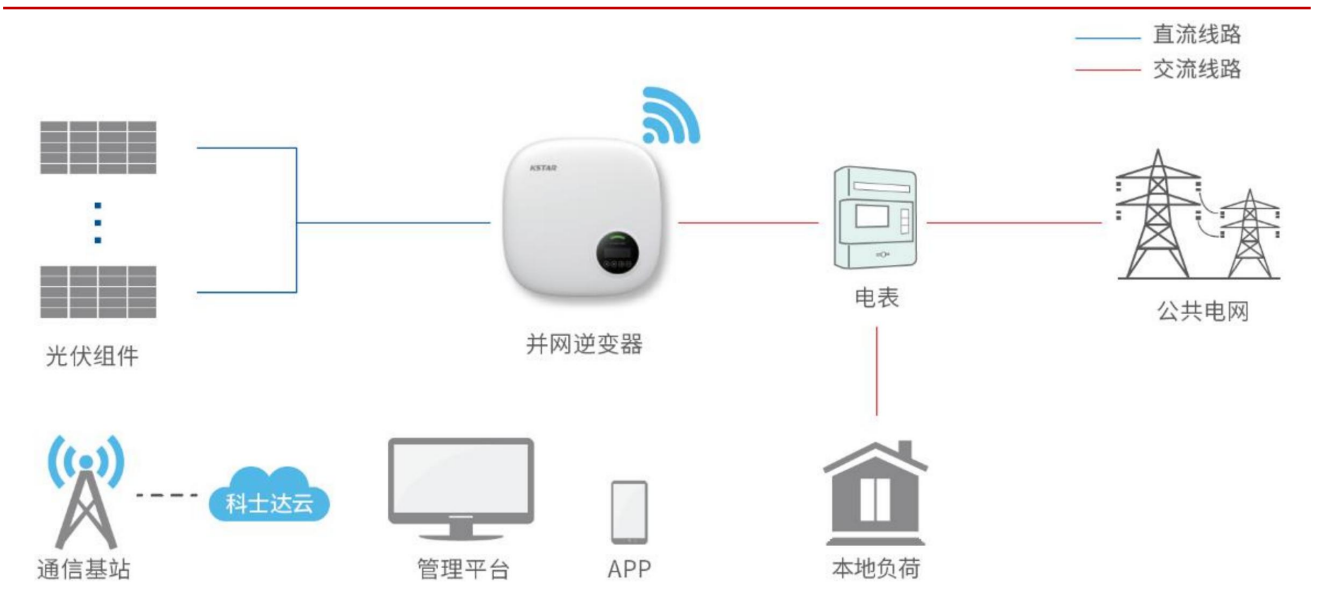 直流线路
交流线路
KSTAR
电表
公共电网
并网逆变器
光伏组件
科士达云
通信基站
管理平台
APP
本地负荷